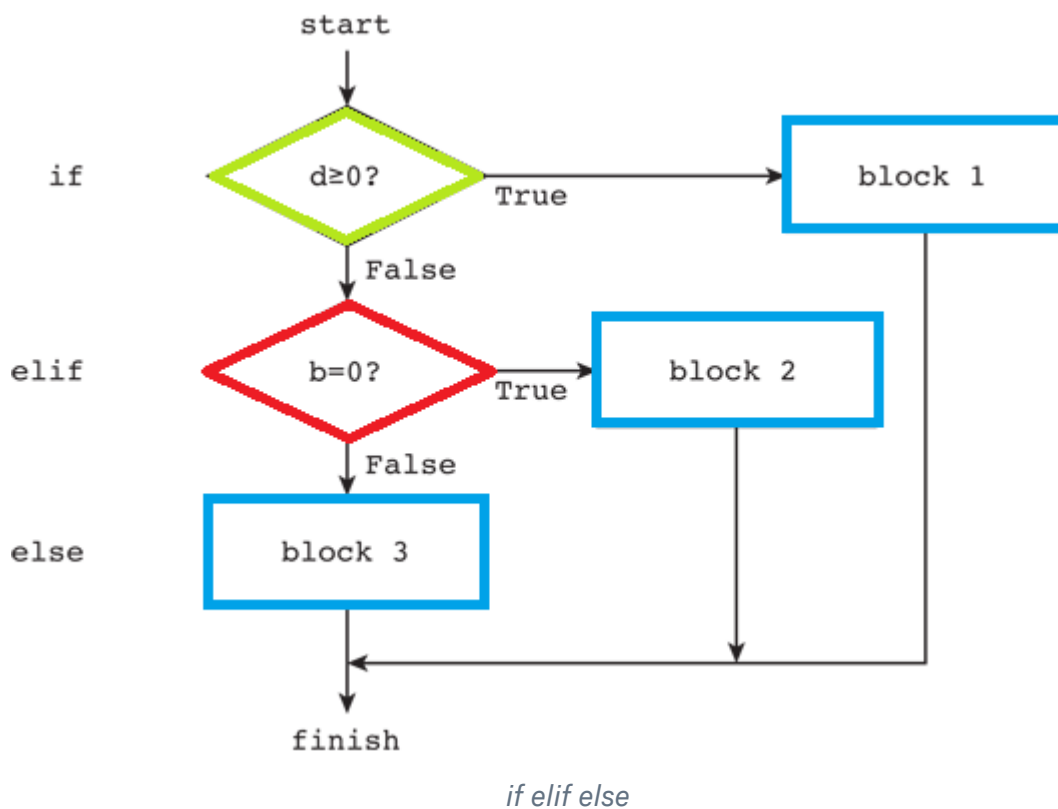 start
if
d≥0?
True
block 1
False
elif
b=0?
True
block 2
False
else
block 3
finish
if elif else